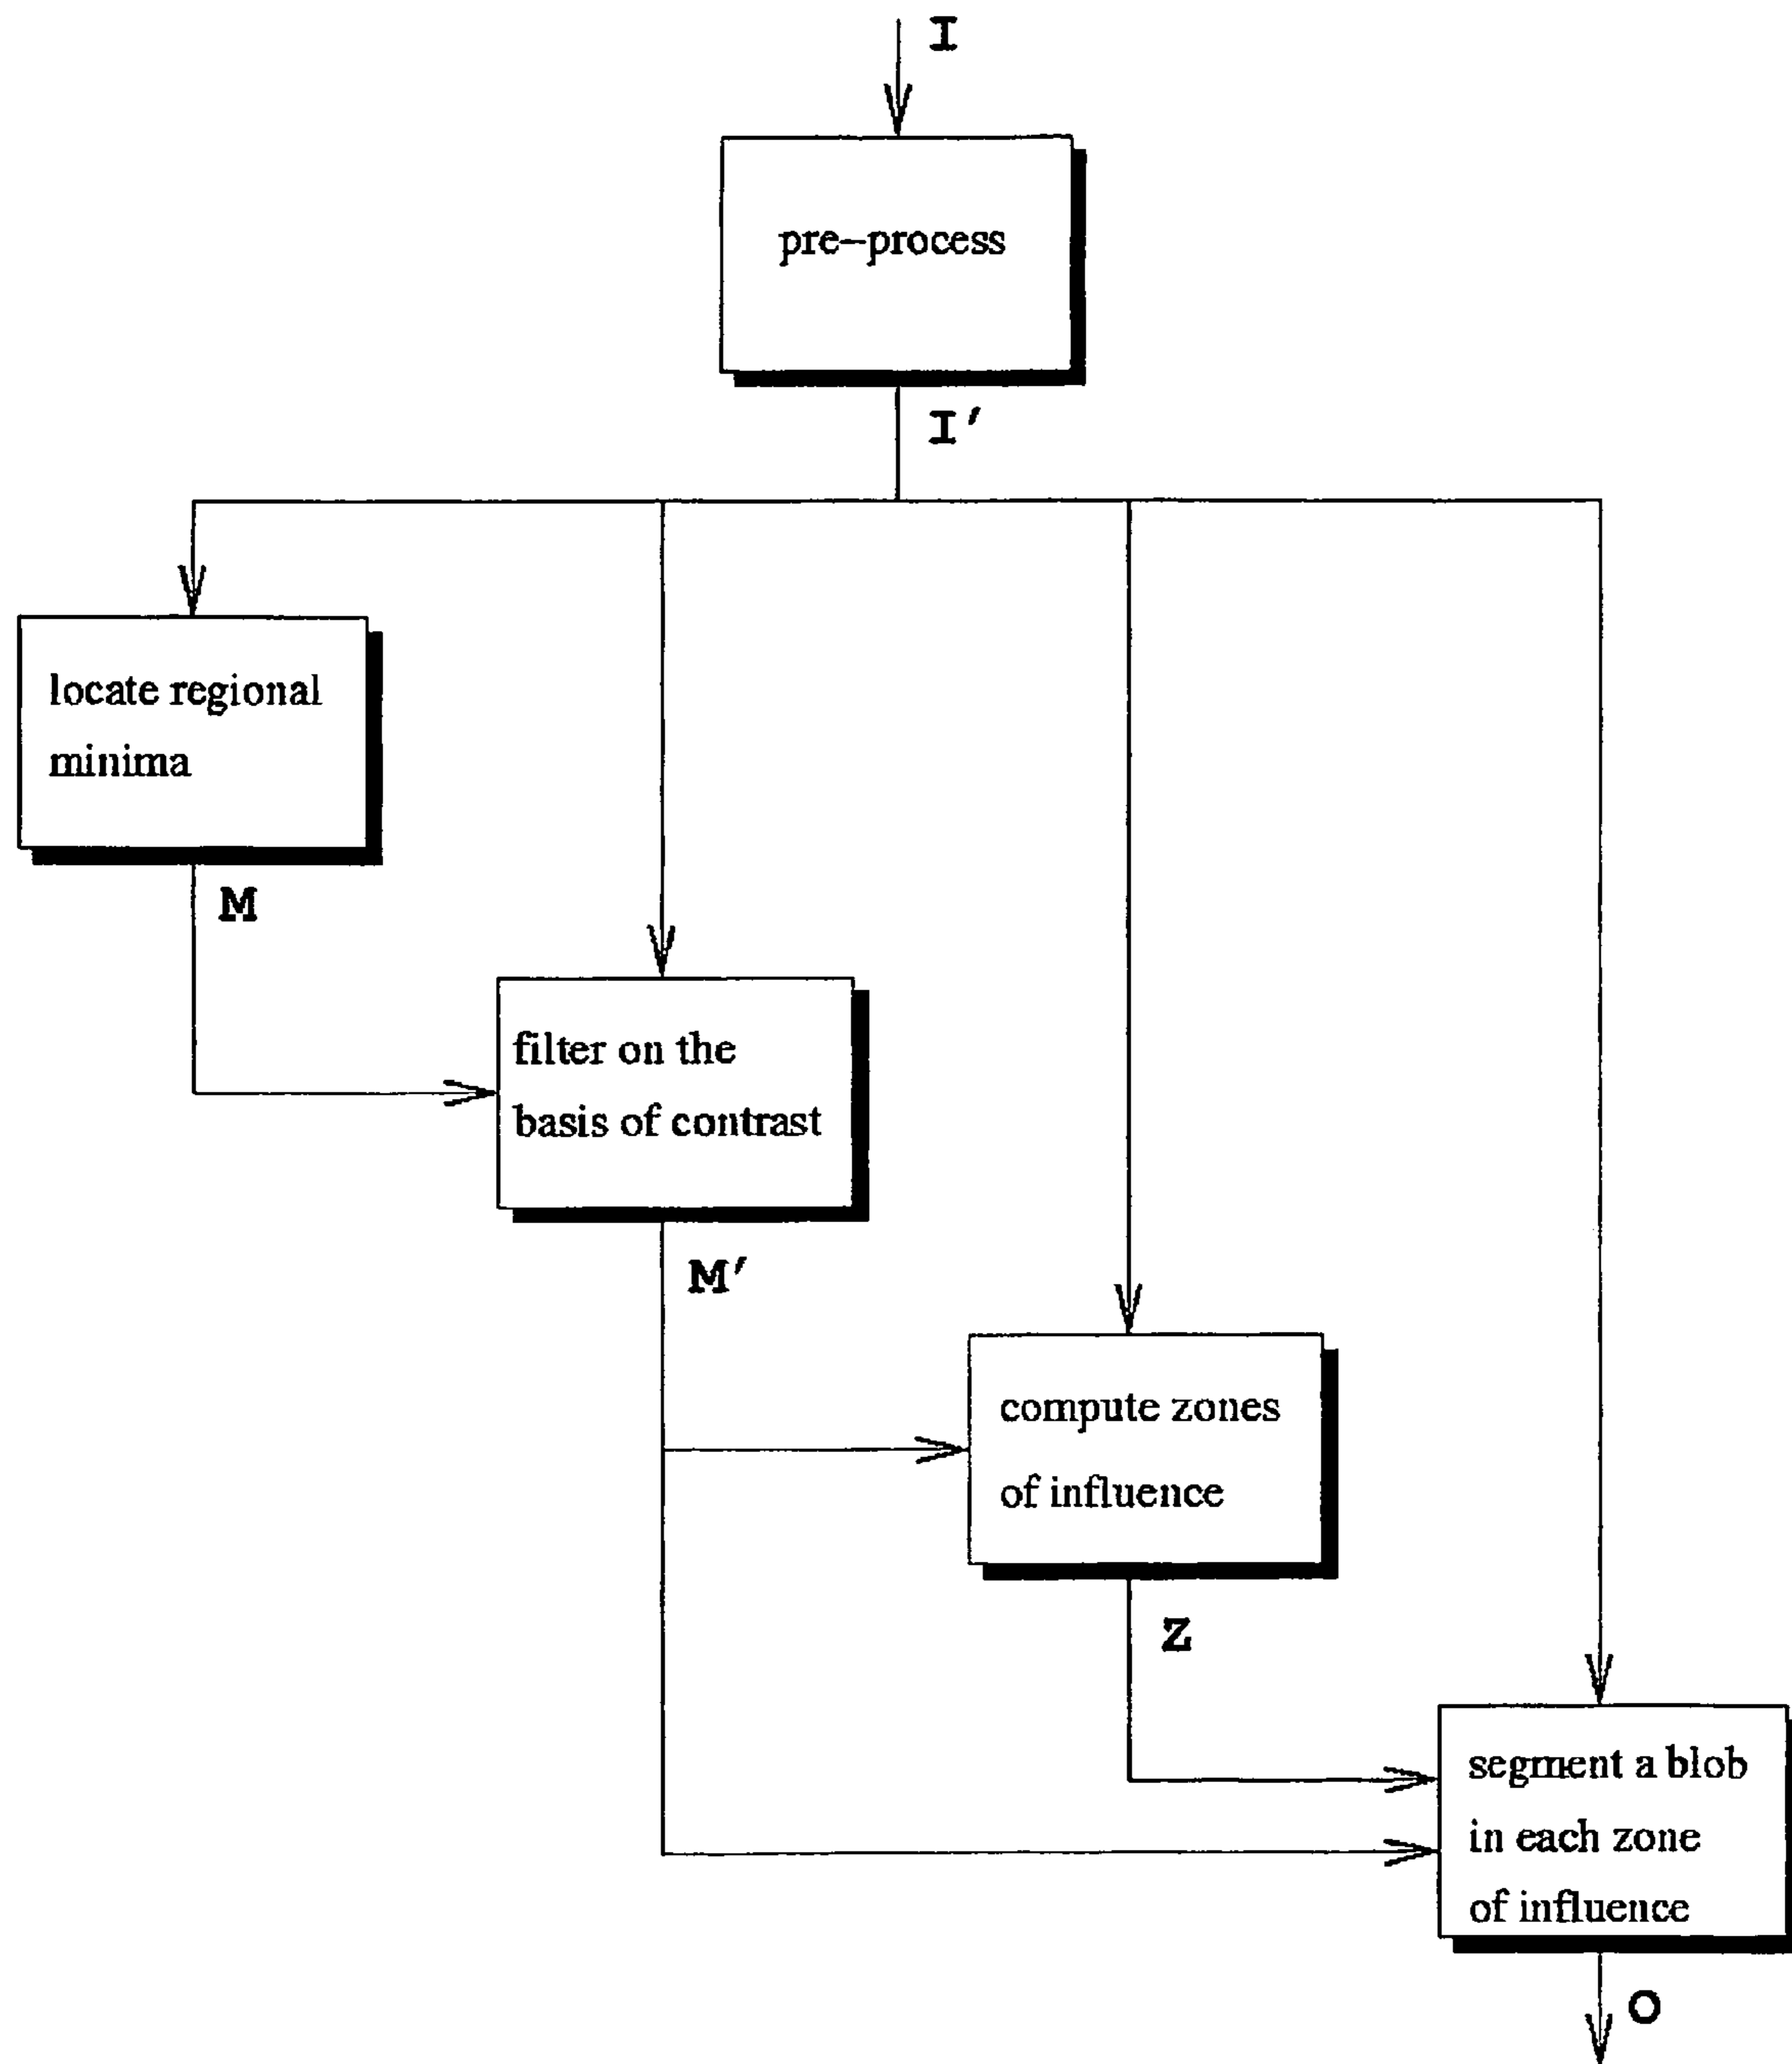 I
pre-process
I'
locate regional
minima
M
filter on the
basis of contrast
M'
compute zones
of influence
Z
segment a blob
in each zone
of influence
O